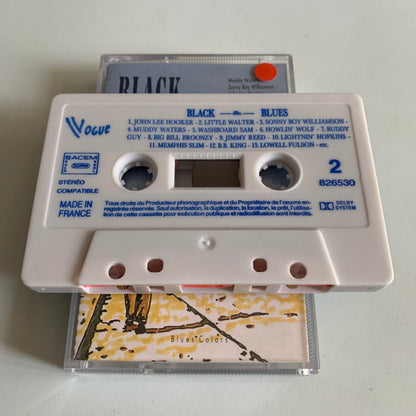 BLACK
Muddy Waters
Sonny Boy Williamson
Vogue
BLACK & BLUES
1. JOHN LEE HOOKER - 2. LITTLE WALTER - 3. SONNY BOY WILLIAMSON -
4. MUDDY WATERS - 5. WASHBOARD SAM - 6. HOWLIN' WOLF - 7. BUDDY
GUY - 8. BIG BILL BROONZY - 9. JIMMY REED - 10. LIGHTNIN' HOPKINS -
11. MEMPHIS SLIM - 12. B.B. KING - 13. LOWELL FULSON - etc.
SACEM
STÉRÉO
COMPATIBLE
2
826530
MADE IN
FRANCE
Tous droits du Producteur phonographique et du Propriétaire de l'œuvre en-
registrée réservés. Sauf autorisation, la duplication, la location, le prêt, l'utilisa-
tion de cette cassette pour exécution publique et radiodiffusion sont interdits.
DOLBY
SYSTEM
Blues Colors